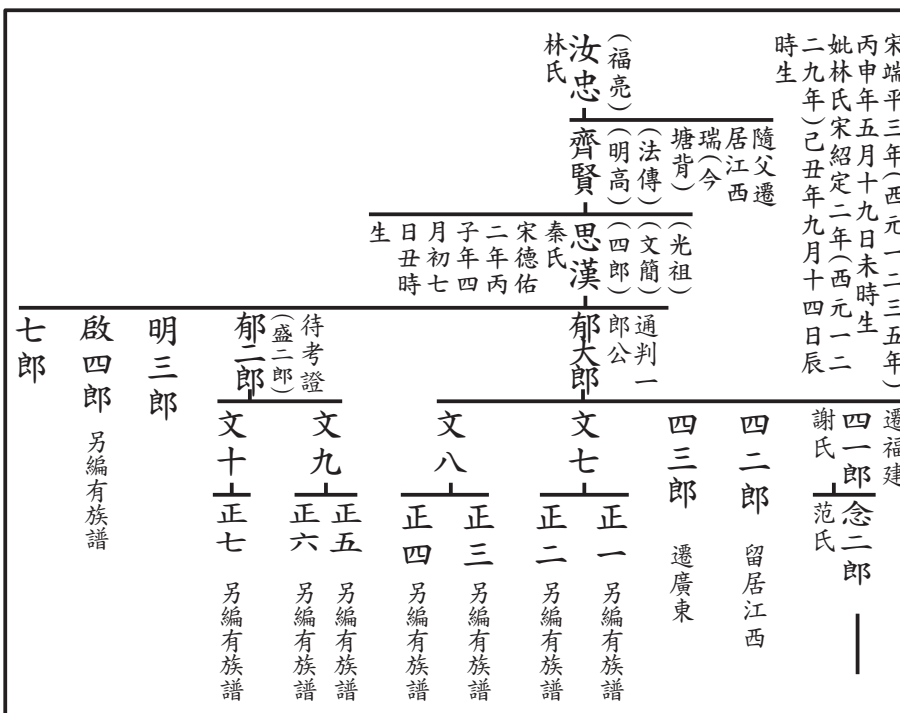 宋端平三年(西元一二三五年)
丙申年五月十九日未時生
妣林氏宋紹定二年(西元一二
二九年)己丑年九月十四日辰
時生
(福亮)
汝忠
林氏
隨父遷
居江西
瑞(今
塘背)
(法傳)
(明高)
齊賢
(光祖)
(文簡)
(四郎)
思漢
秦氏
宋德佑
二年丙
子年四
月初七
日丑時
生
通判一
郎公
郁大郎
待考證
(盛二郎)
郁二郎
明三郎
啟四郎
另編有族譜
七郎
遷福建
四一郎
謝氏
四二郎
留居江西
四三郎
遷廣東
文七
文八
文九
文十
念二郎
范氏
正一
另編有族譜
正二
另編有族譜
正三
另編有族譜
正四
另編有族譜
正五
另編有族譜
正六
另編有族譜
正七
另編有族譜